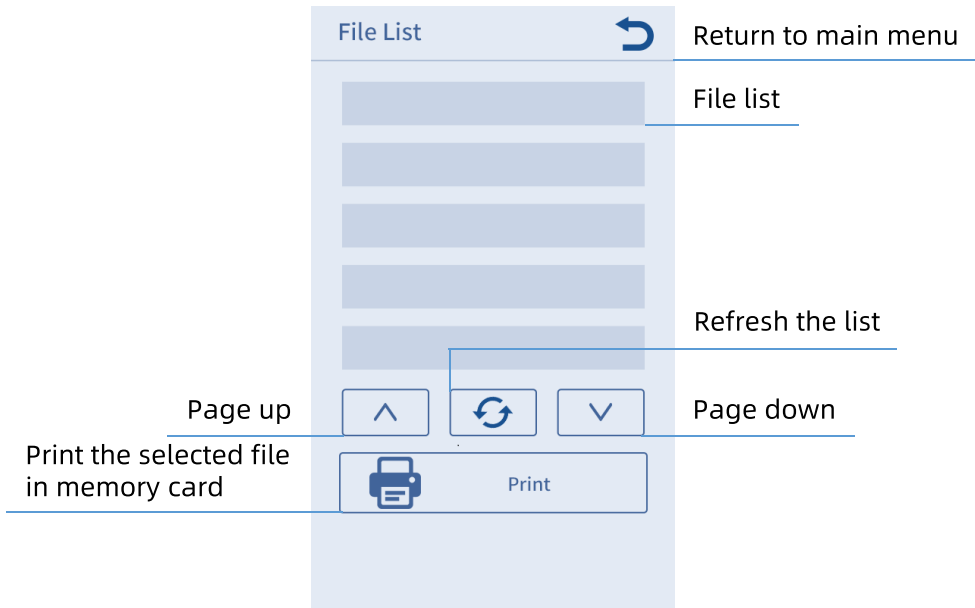 File List
Return to main menu
File list
Refresh the list
Page up
Page down
Print the selected file
in memory card
Print